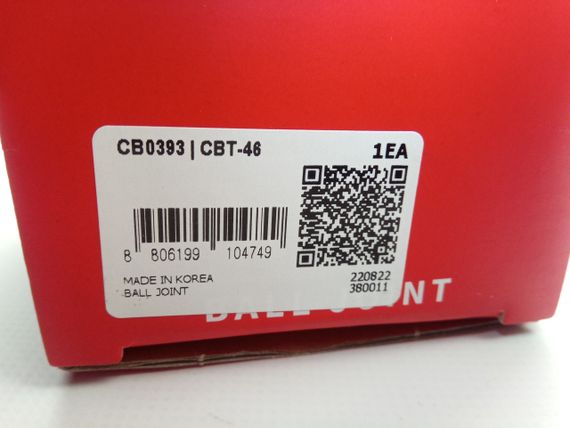 CB0393 | CBT-46
1EA
8 806199 104749
MADE IN KOREA
BALL JOINT
220822
380011
BALL JOINT